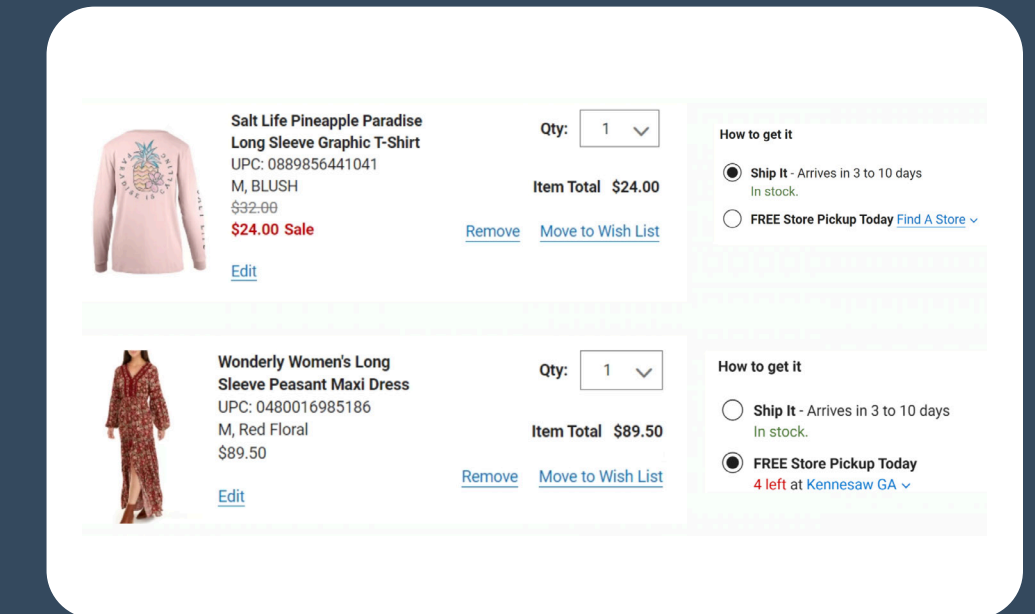 Salt Life Pineapple Paradise
Long Sleeve Graphic T-Shirt
UPC: 0889856441041
M, BLUSH
$32.00
$24.00 Sale
Edit
Qty: 1
Item Total $24.00
Remove Move to Wish List
How to get it
Ship It - Arrives in 3 to 10 days
In stock.
FREE Store Pickup Today Find A Store
PARADISE IS CALLING
SALT LIFE
Wonderly Women's Long
Sleeve Peasant Maxi Dress
UPC: 0480016985186
M, Red Floral
$89.50
Edit
Qty: 1
Item Total $89.50
Remove Move to Wish List
How to get it
Ship It - Arrives in 3 to 10 days
In stock.
FREE Store Pickup Today
4 left at Kennesaw GA